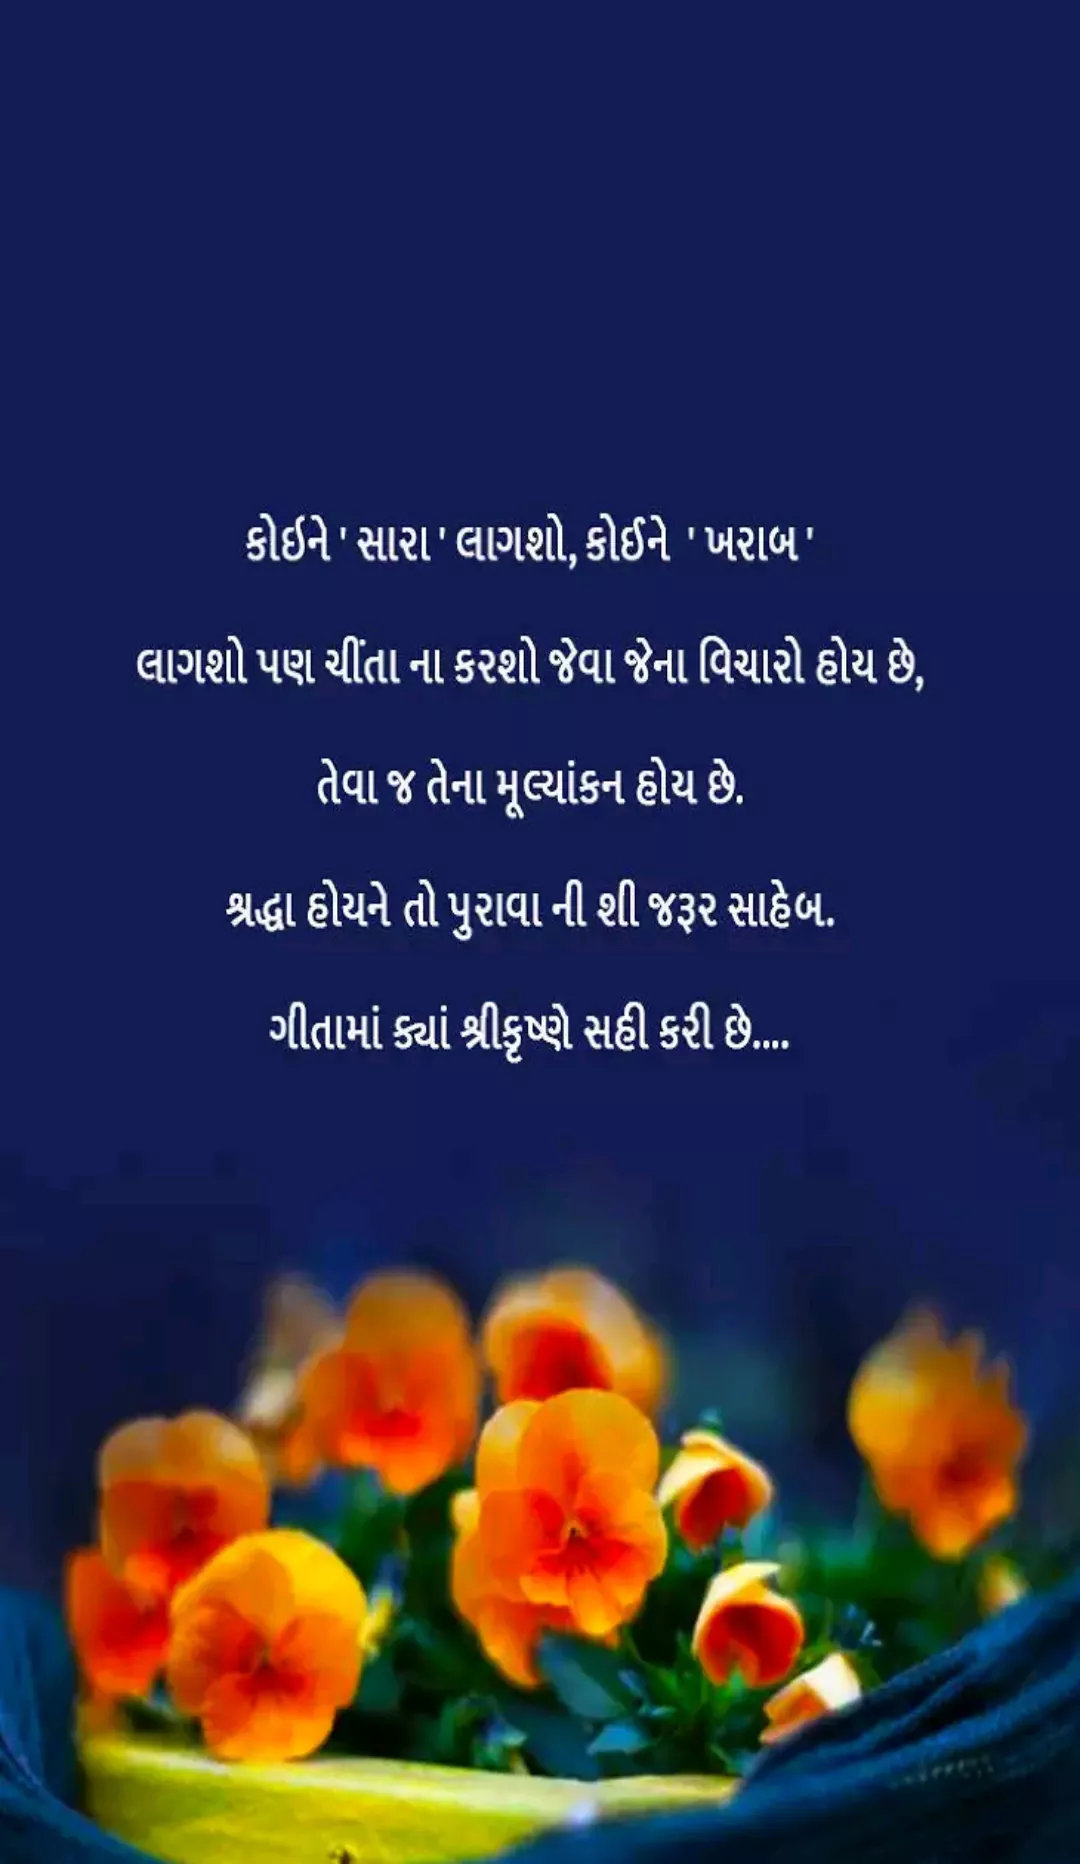 કોઈને ' સારા ' લાગશો, કોઈને ' ખરાબ '
લાગશો પણ ચીંતા ના કરશો જેવા જેના વિચારો હોય છે,
તેવા જ તેના મૂલ્યાંકન હોય છે.
શ્રદ્ધા હોયને તો પુરાવા ની શી જરૂર સાહેબ.
ગીતામાં ક્યાં શ્રીકૃષ્ણે સહી કરી છે....